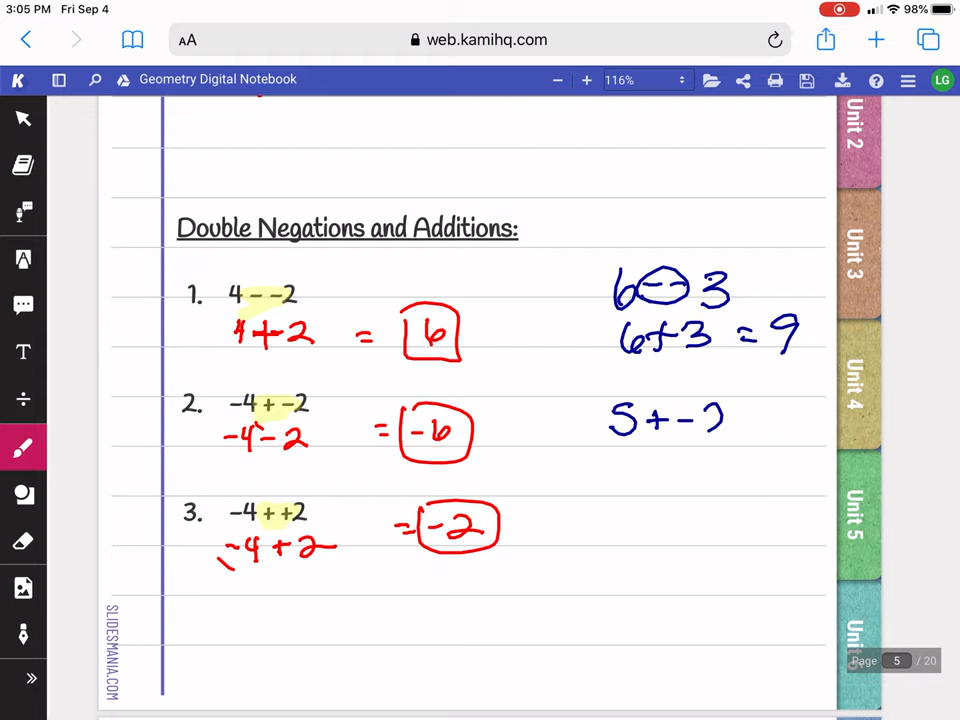 3:05 PM Fri Sep 4
98%
AA
web.kamihq.com
K
Geometry Digital Notebook
116%
LG
Unit 2
Unit 3
Unit 4
Unit 5
Double Negations and Additions:
1. 4 - -2
4 + 2 = 6
6 - - 3
6 + 3 = 9
2. -4 + -2
-4 - 2 = -6
5 + -
3. -4 + +2
-4 + 2 = -2
SLIDESMANIA.COM
Page 5 / 20